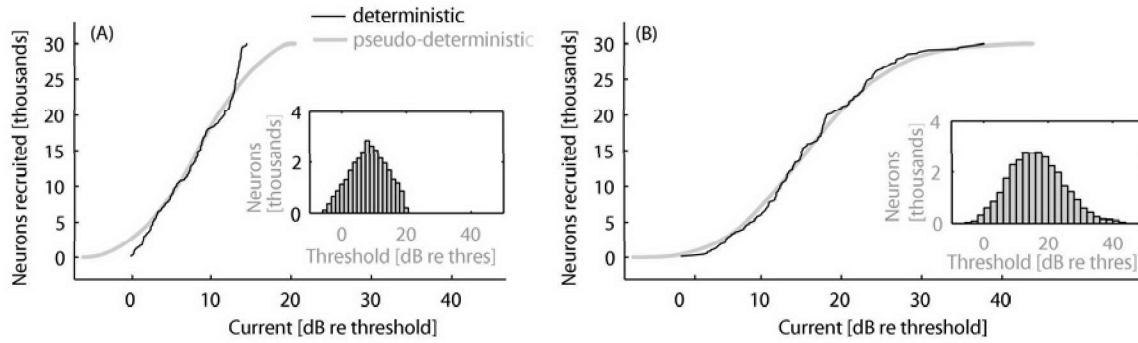 (A)
deterministic
pseudo-deterministic
Neurons recruited [thousands]
30
25
20
15
10
5
0
0 10 20 30 40
Current [dB re threshold]
Neurons
[thousands]
4
2
0
0 20 40
Threshold [dB re thres]
(B)
Neurons recruited [thousands]
30
25
20
15
10
5
0
0 10 20 30 40
Current [dB re threshold]
Neurons
[thousands]
4
2
0
0 20 40
Threshold [dB re thres]